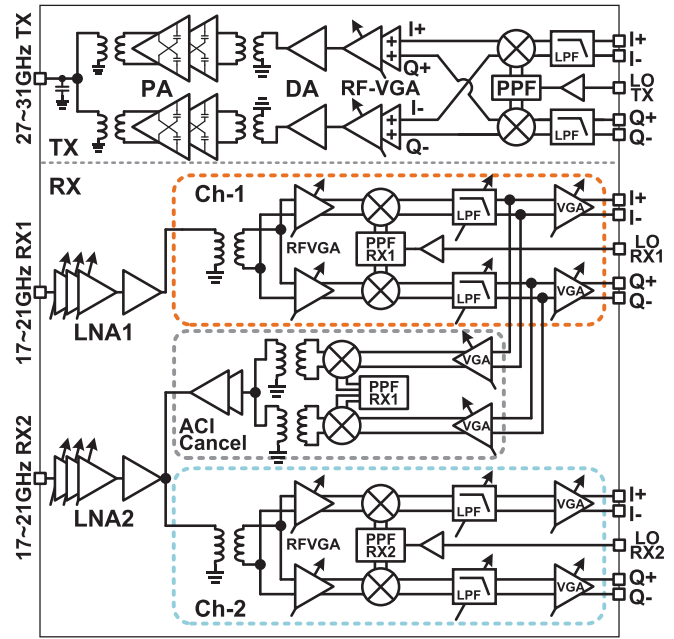 27~31GHz TX
PA
DA
RF-VGA
I+
Q+
I-
Q-
PPF
LPF
LPF
I+
I-
LO
TX
Q+
Q-
TX
RX
Ch-1
17~21GHz RX1
LNA1
RFVGA
PPF
RX1
LPF
LPF
VGA
VGA
I+
I-
LO
RX1
Q+
Q-
ACI
Cancel
PPF
RX1
VGA
VGA
17~21GHz RX2
LNA2
RFVGA
PPF
RX2
LPF
LPF
VGA
VGA
I+
I-
LO
RX2
Q+
Q-
Ch-2